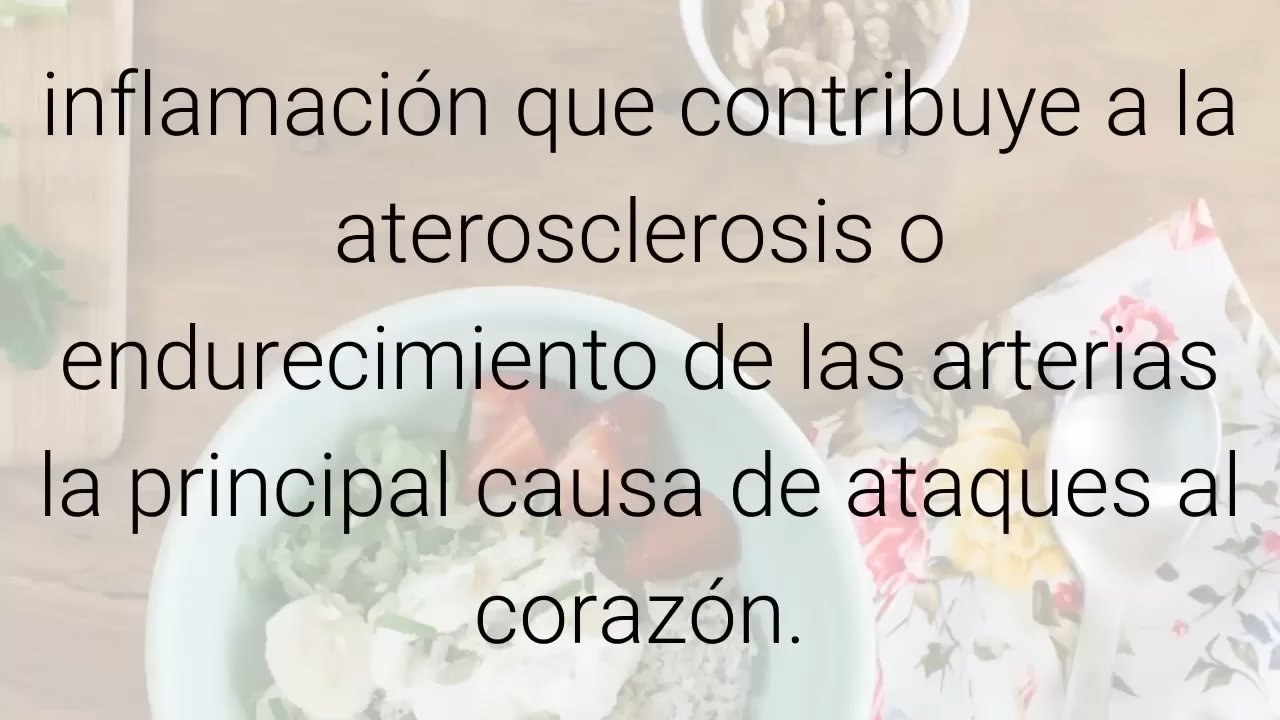 inflamación que contribuye a la
aterosclerosis o
endurecimiento de las arterias
la principal causa de ataques al
corazón.